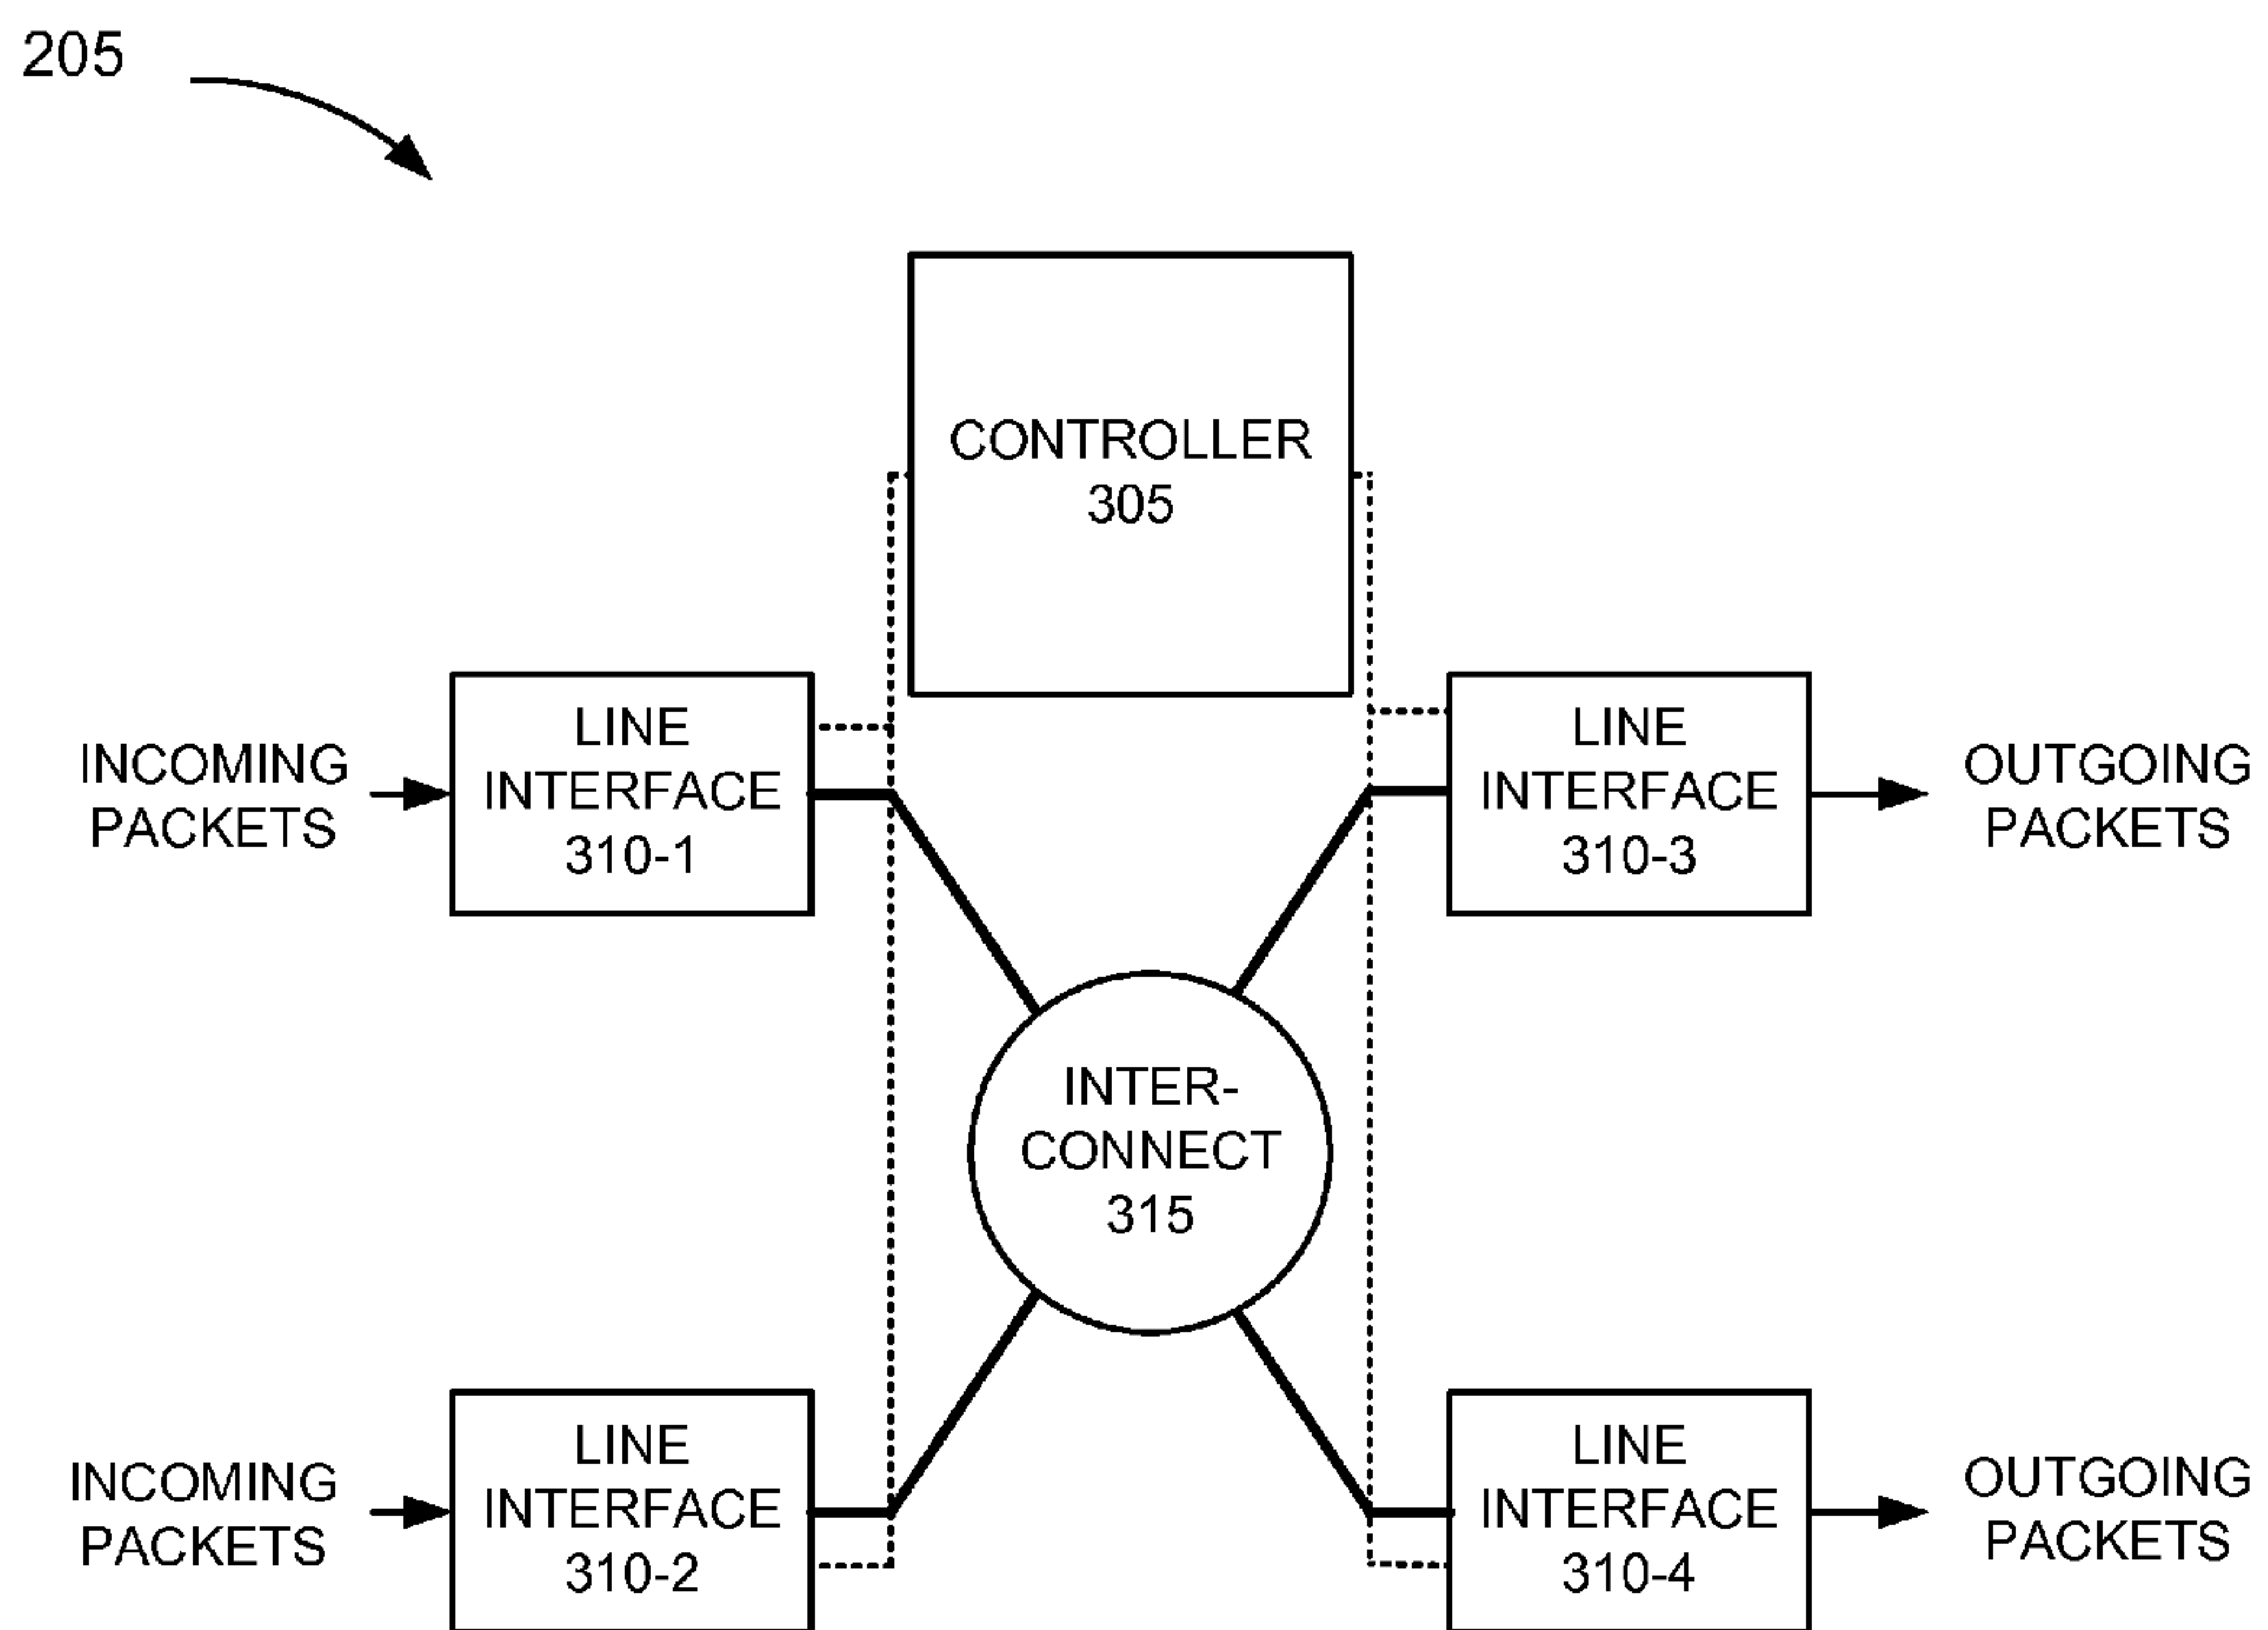 205
CONTROLLER
305
LINE
INTERFACE
310-1
INCOMING
PACKETS
LINE
INTERFACE
310-3
OUTGOING
PACKETS
INTER-
CONNECT
315
INCOMING
PACKETS
LINE
INTERFACE
310-2
LINE
INTERFACE
310-4
OUTGOING
PACKETS